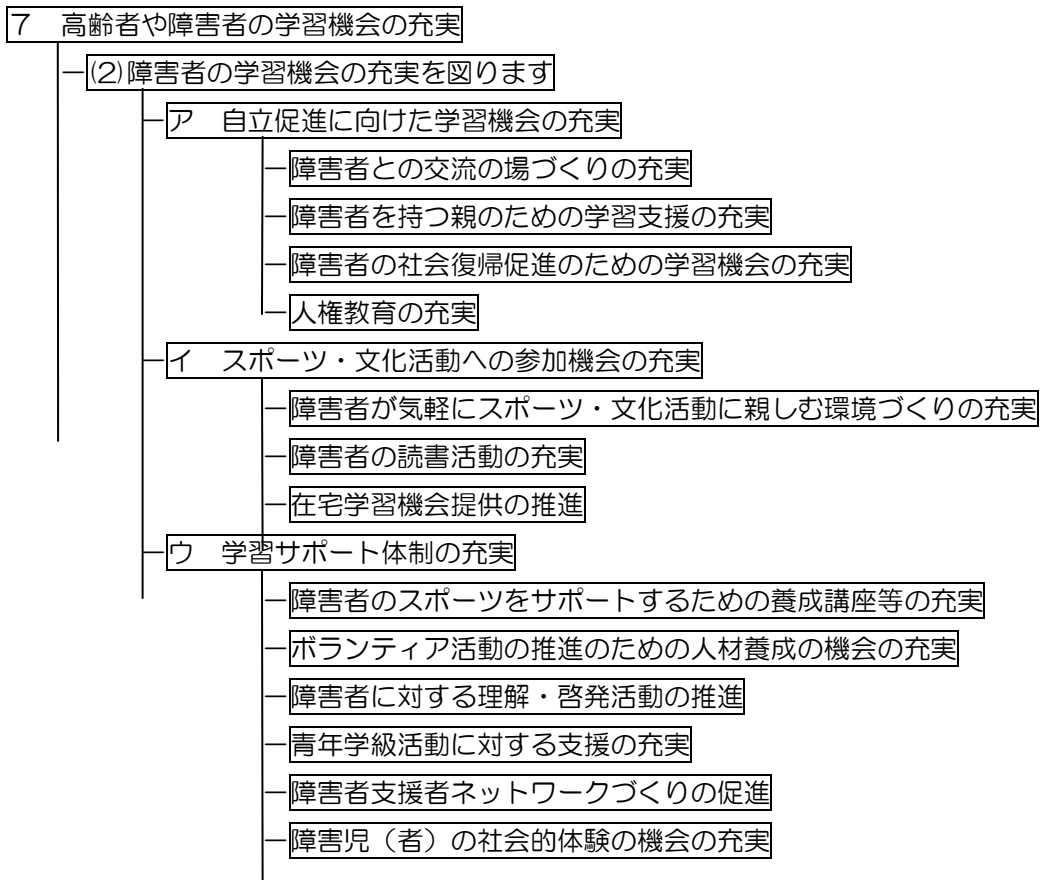 ７　高齢者や障害者の学習機会の充実
⑵障害者の学習機会の充実を図ります
ア　自立促進に向けた学習機会の充実
障害者との交流の場づくりの充実
障害者を持つ親のための学習支援の充実
障害者の社会復帰促進のための学習機会の充実
人権教育の充実
イ　スポーツ・文化活動への参加機会の充実
障害者が気軽にスポーツ・文化活動に親しむ環境づくりの充実
障害者の読書活動の充実
在宅学習機会提供の推進
ウ　学習サポート体制の充実
障害者のスポーツをサポートするための養成講座等の充実
ボランティア活動の推進のための人材養成の機会の充実
障害者に対する理解・啓発活動の推進
青年学級活動に対する支援の充実
障害者支援者ネットワークづくりの促進
障害児（者）の社会的体験の機会の充実